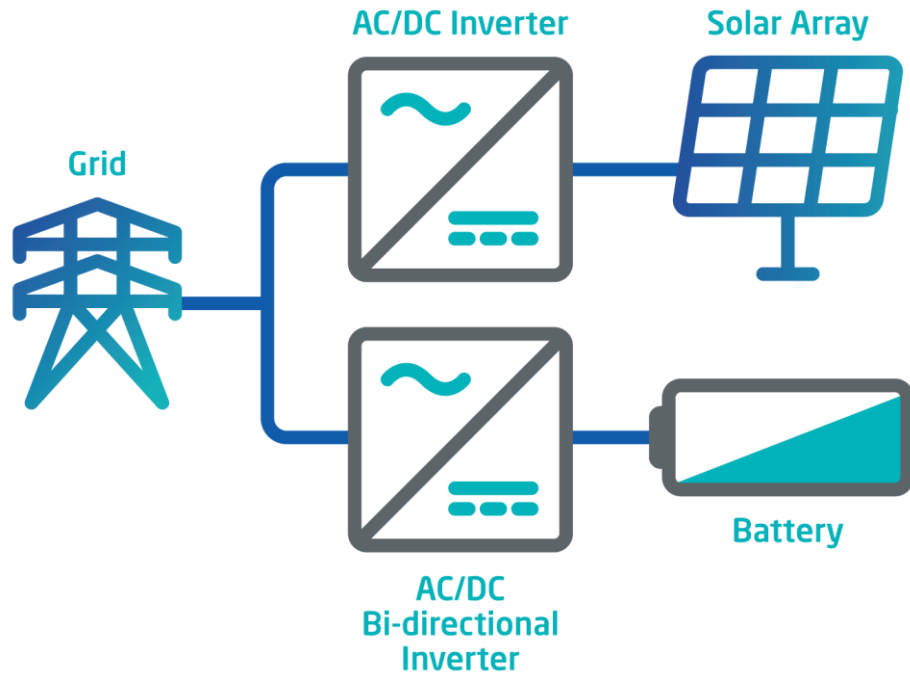 AC/DC Inverter
Solar Array
Grid
Battery
AC/DC
Bi-directional
Inverter